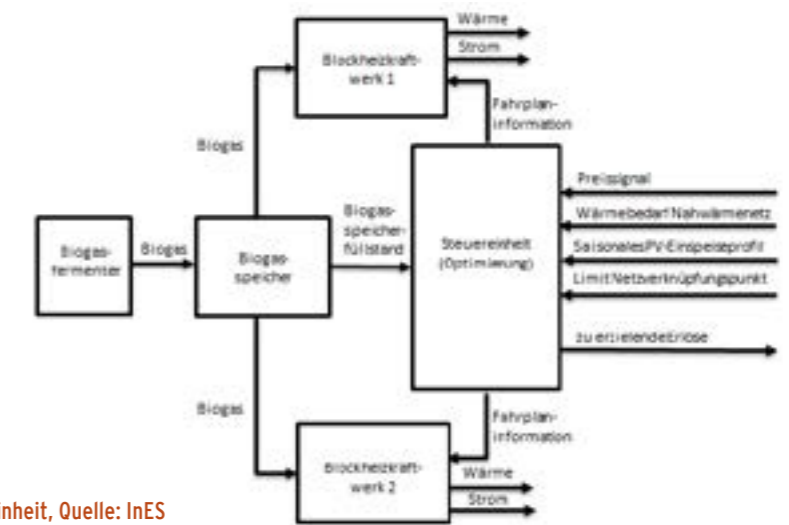 Wärme
Strom
Blockheizkraft-
werk 1
Fahrplan-
information
Biogas
Preissignal
Wärmebedarf Nahwärmenetz
Saisonales PV-Einspeiseprofil
Limit Netzverknüpfungspunkt
zu erzielende Erlöse
Biogas-
speicher-
füllstand
Steuereinheit
(Optimierung)
Biogas-
fermenter
Biogas
Biogas-
speicher
Biogas
Fahrplan-
information
Blockheizkraft-
werk 2
Wärme
Strom
inheit, Quelle: InES